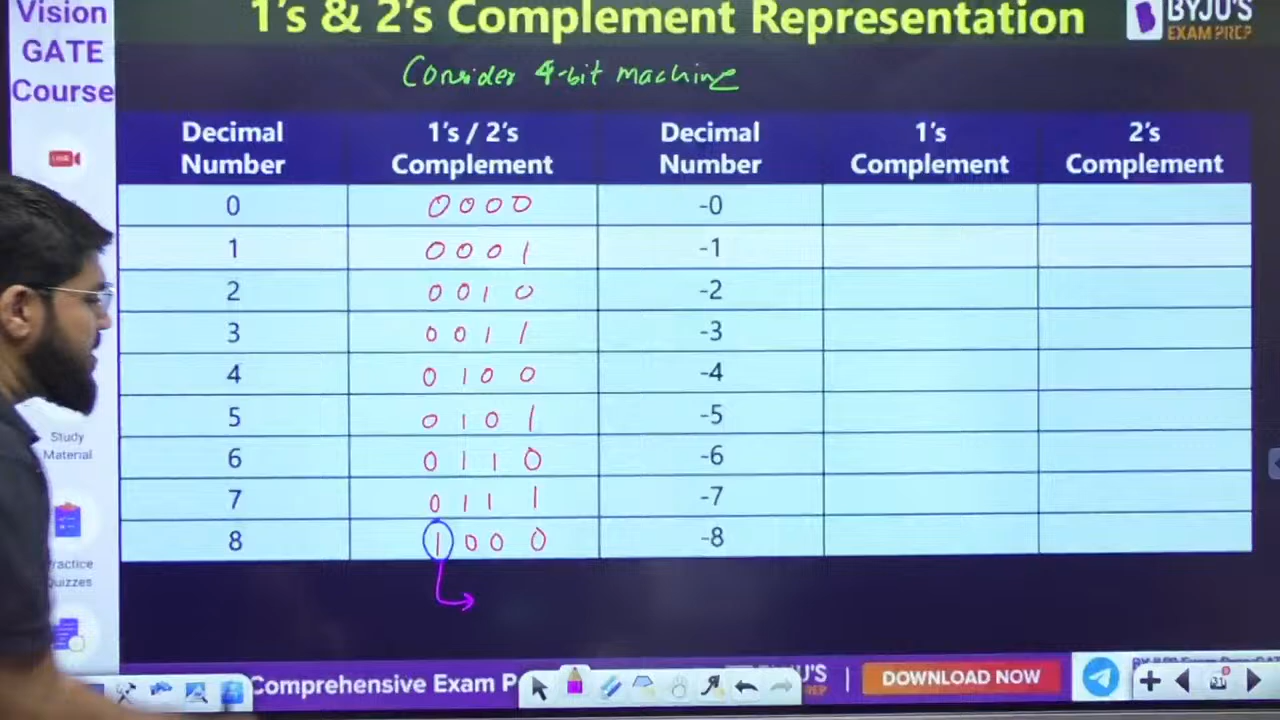 Vision
GATE
Course
1's & 2's Complement Representation
BYJU'S
EXAM PREP
Consider 4-bit machine
Decimal Number 1's / 2's Complement Decimal Number 1's Complement 2's Complement
0 0000 -0
1 0001 -1
2 0010 -2
3 0011 -3
4 0100 -4
5 0101 -5
6 0110 -6
7 0111 -7
8 1000 -8
Study
Material
ractice
Quizzes
Comprehensive Exam P
DOWNLOAD NOW